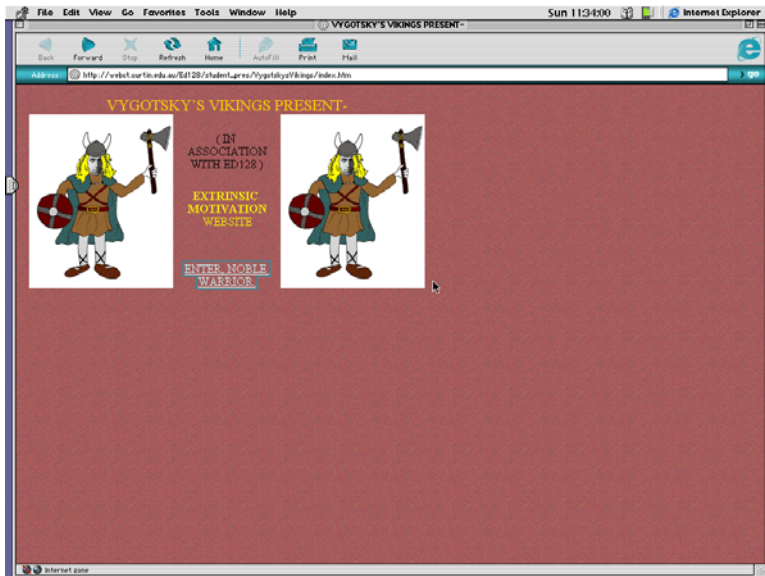 File Edit View Go Favorites Tools Window Help Sun 11:34:00 Internet Explorer
VYGOTSKY'S VIKINGS PRESENT-
Back Forward Stop Refresh Home AutoFill Print Mail
Address: http://webst.curtin.edu.au/Ed128/student_pres/VygotskysVikings/index.htm go
VYGOTSKY'S VIKINGS PRESENT-
( IN
ASSOCIATION
WITH ED128 )
EXTRINSIC
MOTIVATION
WEBSITE
ENTER, NOBLE
WARRIOR.
Internet zone